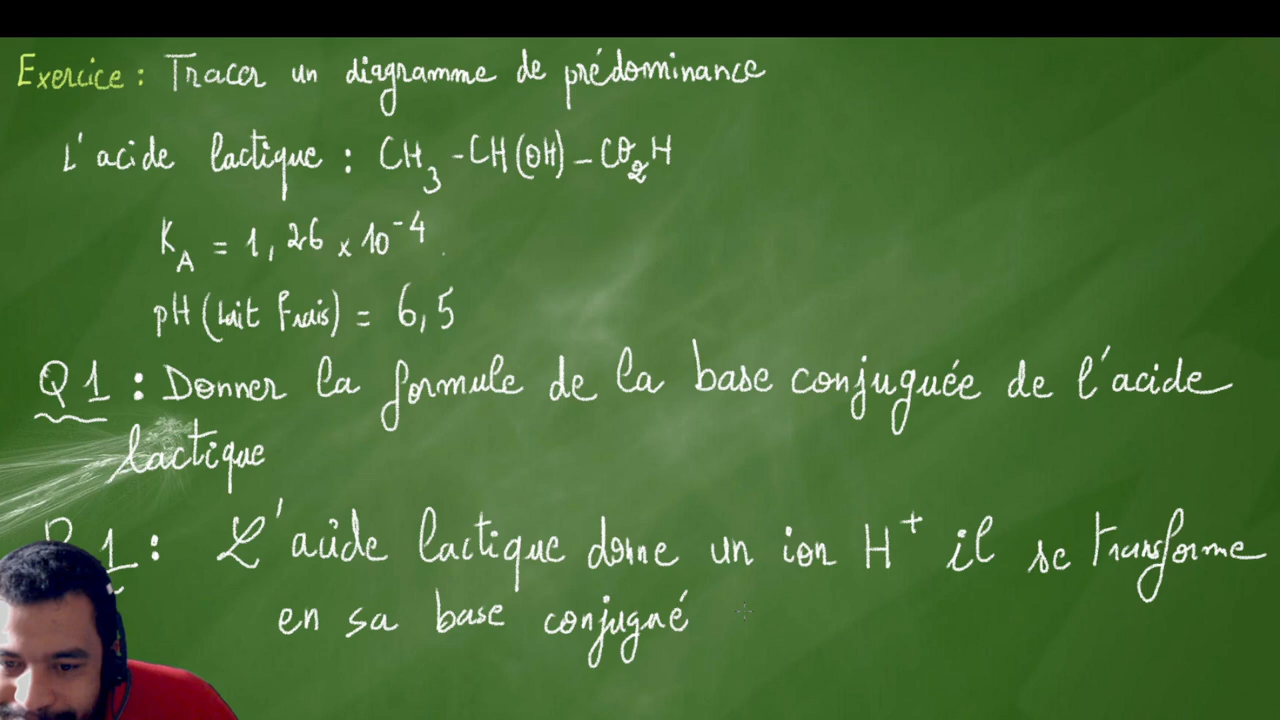 Exercice : Tracer un diagramme de prédominance
L'acide lactique : CH₃ - CH(OH) - CO₂H
K_A = 1,26 × 10⁻⁴.
pH (lait frais) = 6,5
Q1 : Donner la formule de la base conjuguée de l'acide
lactique
1 : L'acide lactique donne un ion H⁺ il se transforme
en sa base conjugué